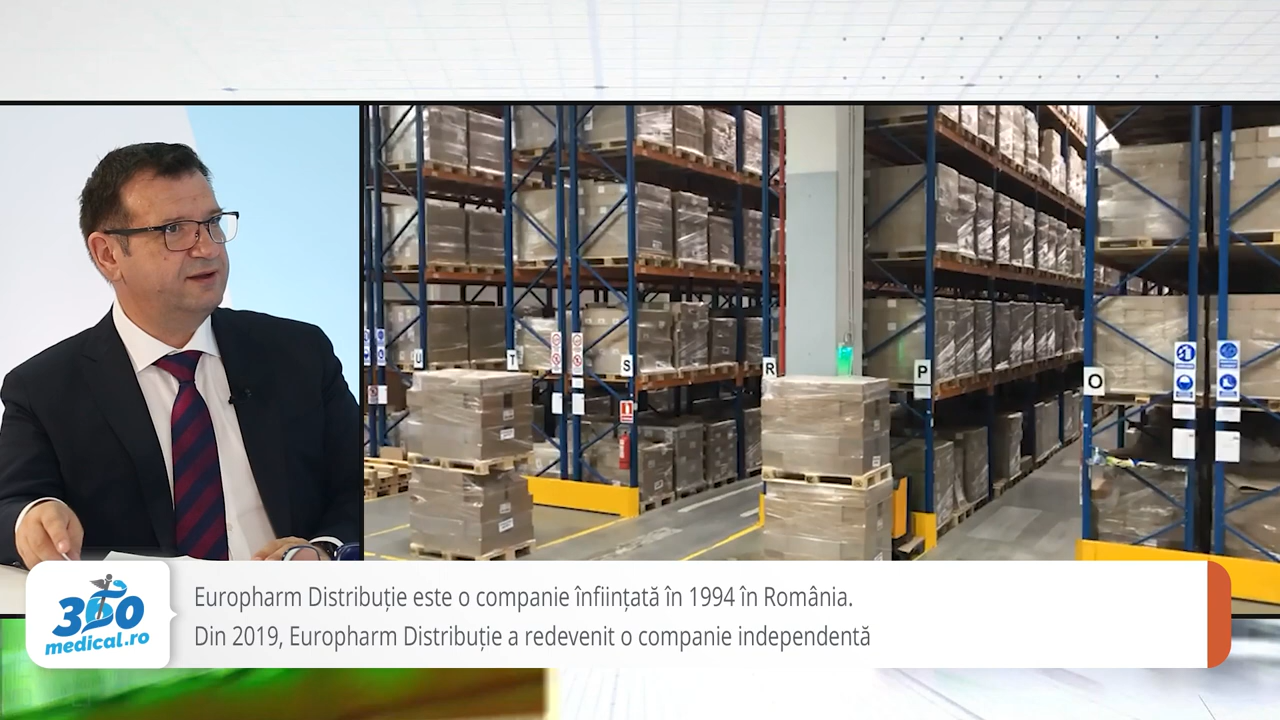 U
T
S
R
P
O
Europharm Distribuție este o companie înființată în 1994 în România.
Din 2019, Europharm Distribuție a redevenit o companie independentă
360
medical.ro